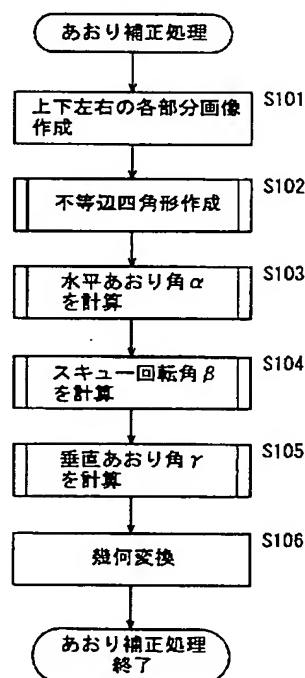 あおり補正処理
上下左右の各部分画像
作成
S101
不等辺四角形作成
S102
水平あおり角α
を計算
S103
スキュー回転角β
を計算
S104
垂直あおり角γ
を計算
S105
幾何変換
S106
あおり補正処理
終了